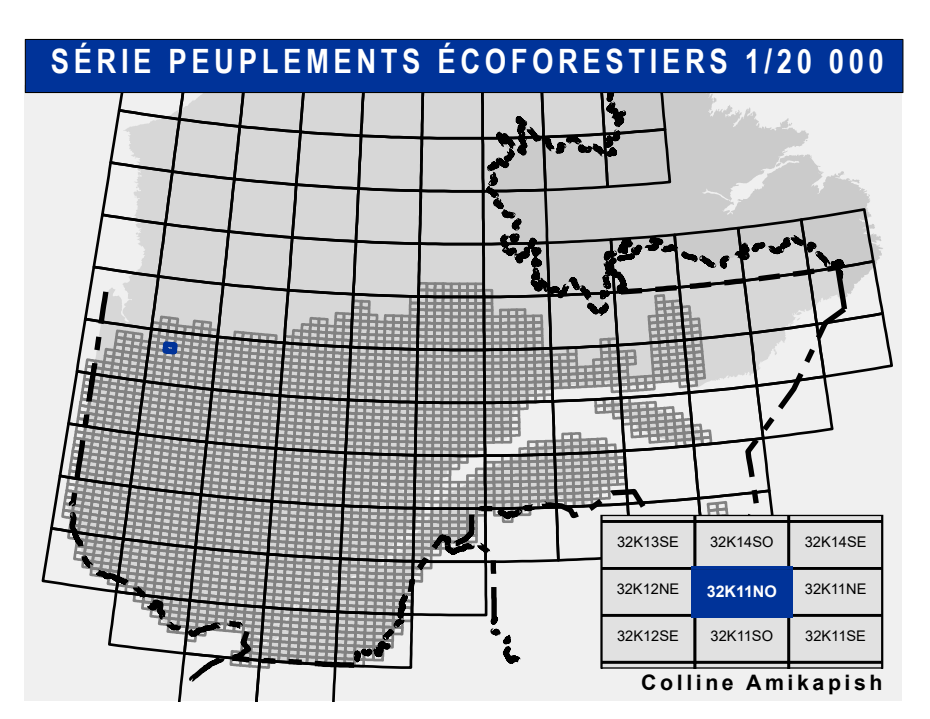 SÉRIE PEUPLEMENTS ÉCOFORESTIERS 1/20 000
32K13SE 32K14SO 32K14SE
32K12NE 32K11NO 32K11NE
32K12SE 32K11SO 32K11SE
Colline Amikapish